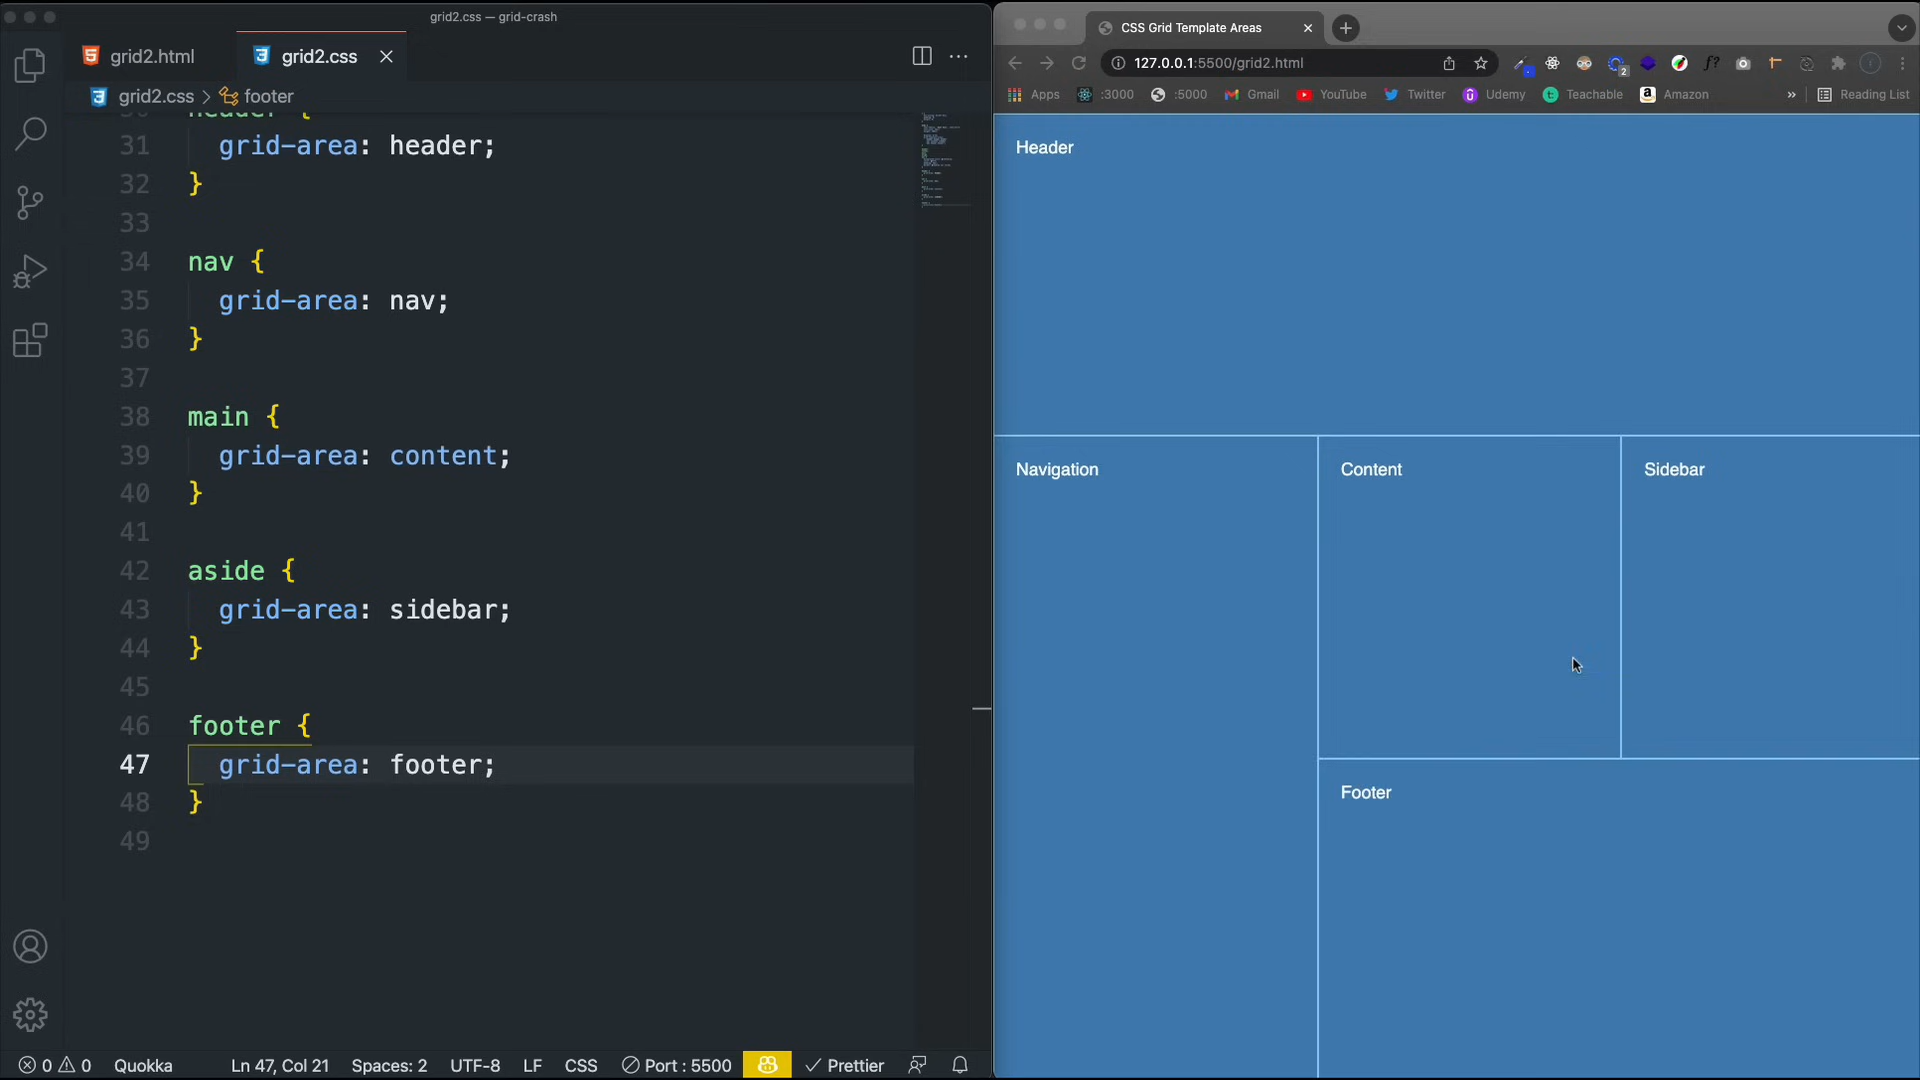 grid2.css — grid-crash
grid2.html
grid2.css
grid2.css > footer
header {
31 grid-area: header;
32 }
33
34 nav {
35 grid-area: nav;
36 }
37
38 main {
39 grid-area: content;
40 }
41
42 aside {
43 grid-area: sidebar;
44 }
45
46 footer {
47 grid-area: footer;
48 }
49
0 0 Quokka Ln 47, Col 21 Spaces: 2 UTF-8 LF CSS Port : 5500 Prettier
CSS Grid Template Areas
127.0.0.1:5500/grid2.html
f? 2
Apps :3000 :5000 Gmail YouTube Twitter Udemy Teachable Amazon » Reading List
Header
Navigation Content Sidebar
Footer